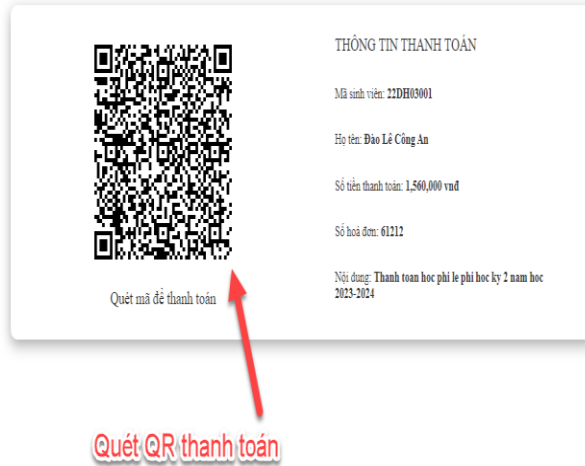 THÔNG TIN THANH TOÁN
Mã sinh viên: 22DH03001
Họ tên: Đào Lê Công An
Số tiền thanh toán: 1,560,000 vnđ
Số hoá đơn: 61212
Nội dung: Thanh toan hoc phi le phi hoc ky 2 nam hoc
2023-2024
Quét mã để thanh toán
Quét QR thanh toán